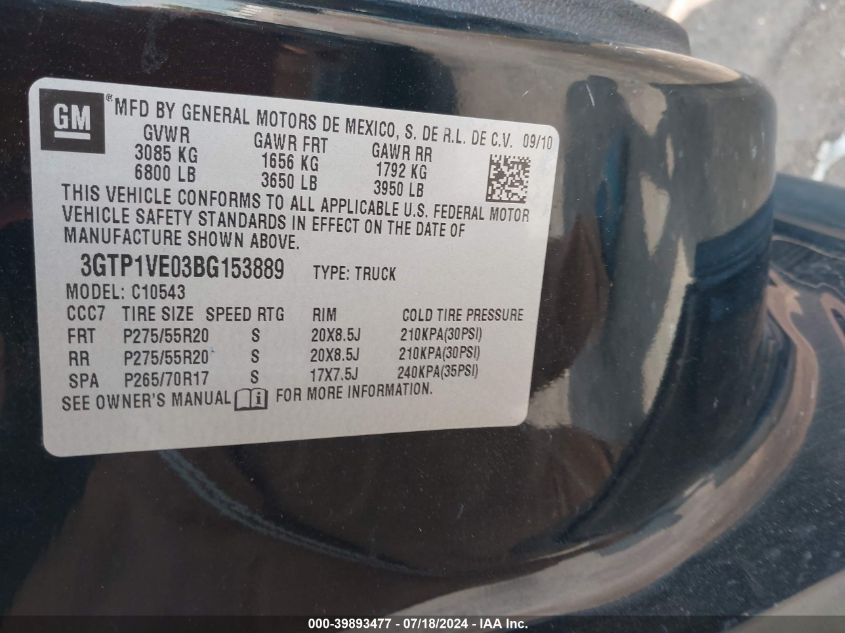 GM ® MFD BY GENERAL MOTORS DE MEXICO, S. DE R.L. DE C.V. 09/10
GVWR GAWR FRT GAWR RR
3085 KG 1656 KG 1792 KG
6800 LB 3650 LB 3950 LB
THIS VEHICLE CONFORMS TO ALL APPLICABLE U.S. FEDERAL MOTOR
VEHICLE SAFETY STANDARDS IN EFFECT ON THE DATE OF
MANUFACTURE SHOWN ABOVE.
3GTP1VE03BG153889 TYPE: TRUCK
MODEL: C10543
CCC7 TIRE SIZE SPEED RTG RIM COLD TIRE PRESSURE
FRT P275/55R20 S 20X8.5J 210KPA(30PSI)
RR P275/55R20 S 20X8.5J 210KPA(30PSI)
SPA P265/70R17 S 17X7.5J 240KPA(35PSI)
SEE OWNER'S MANUAL i FOR MORE INFORMATION.
000-39893477 - 07/18/2024 - IAA Inc.